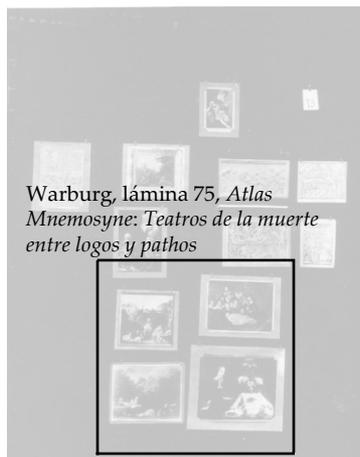 Warburg, lámina 75, Atlas
Mnemosyne: Teatros de la muerte
entre logos y pathos